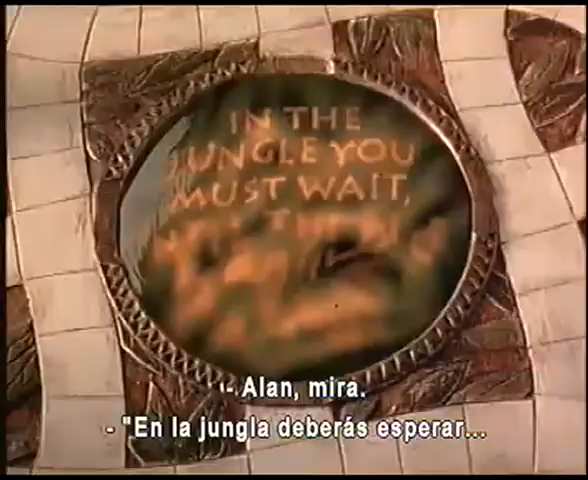 IN THE
JUNGLE YOU
MUST WAIT,
- Alan, mira.
- "En la jungla deberás esperar...